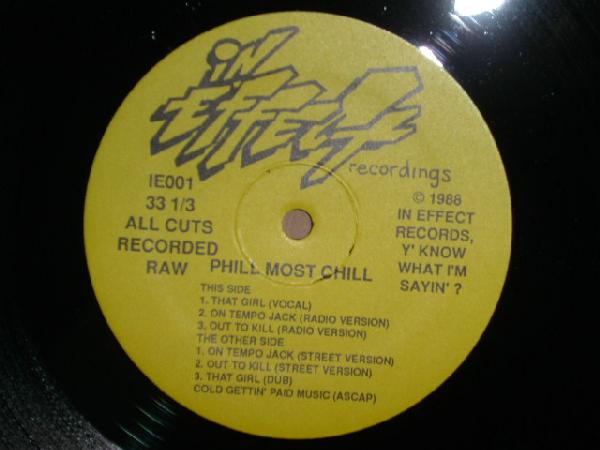 iN
EFFECT
recordings
IE001
33 1/3
ALL CUTS
RECORDED
RAW
© 1988
IN EFFECT
RECORDS,
Y' KNOW
WHAT I'M
SAYIN' ?
PHILL MOST CHILL
THIS SIDE
1. THAT GIRL (VOCAL)
2. ON TEMPO JACK (RADIO VERSION)
3. OUT TO KILL (RADIO VERSION)
THE OTHER SIDE
1. ON TEMPO JACK (STREET VERSION)
2. OUT TO KILL (STREET VERSION)
3. THAT GIRL (DUB)
COLD GETTIN' PAID MUSIC (ASCAP)